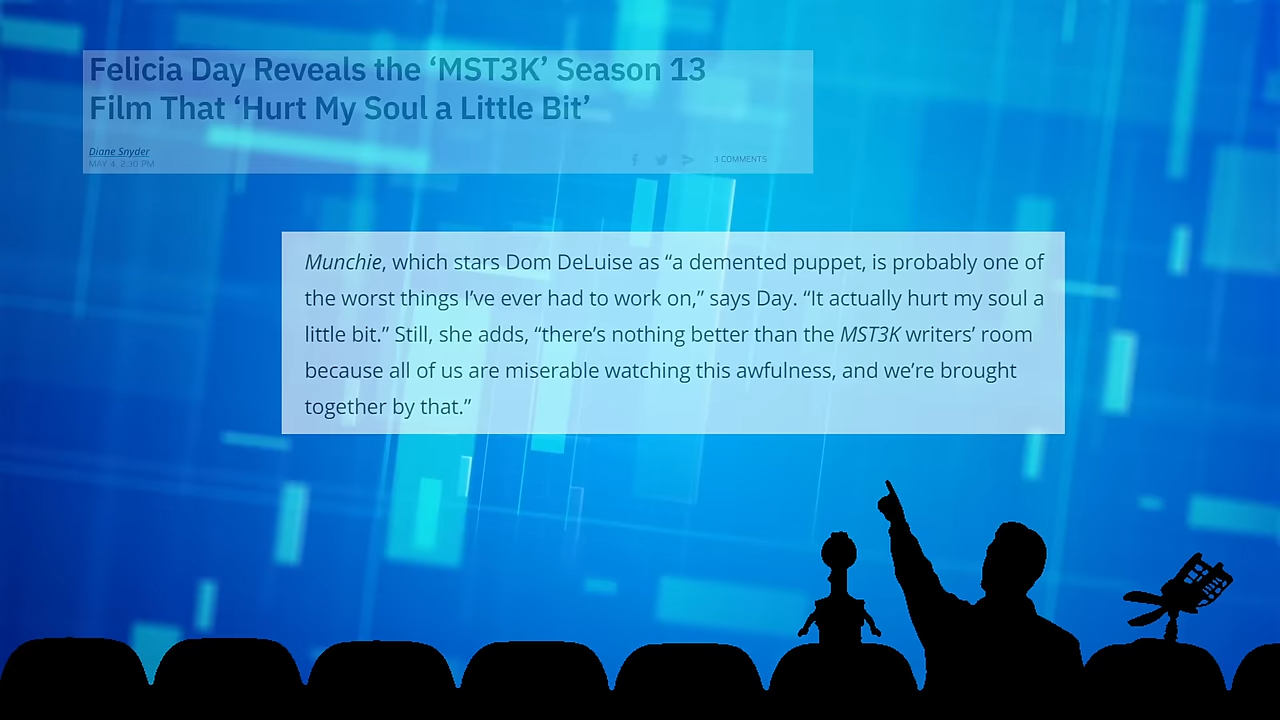 Felicia Day Reveals the ‘MST3K’ Season 13
Film That ‘Hurt My Soul a Little Bit’
Diane Snyder
MAY 4, 2:30 PM
3 COMMENTS
Munchie, which stars Dom DeLuise as “a demented puppet, is probably one of
the worst things I’ve ever had to work on,” says Day. “It actually hurt my soul a
little bit.” Still, she adds, “there’s nothing better than the MST3K writers’ room
because all of us are miserable watching this awfulness, and we’re brought
together by that.”